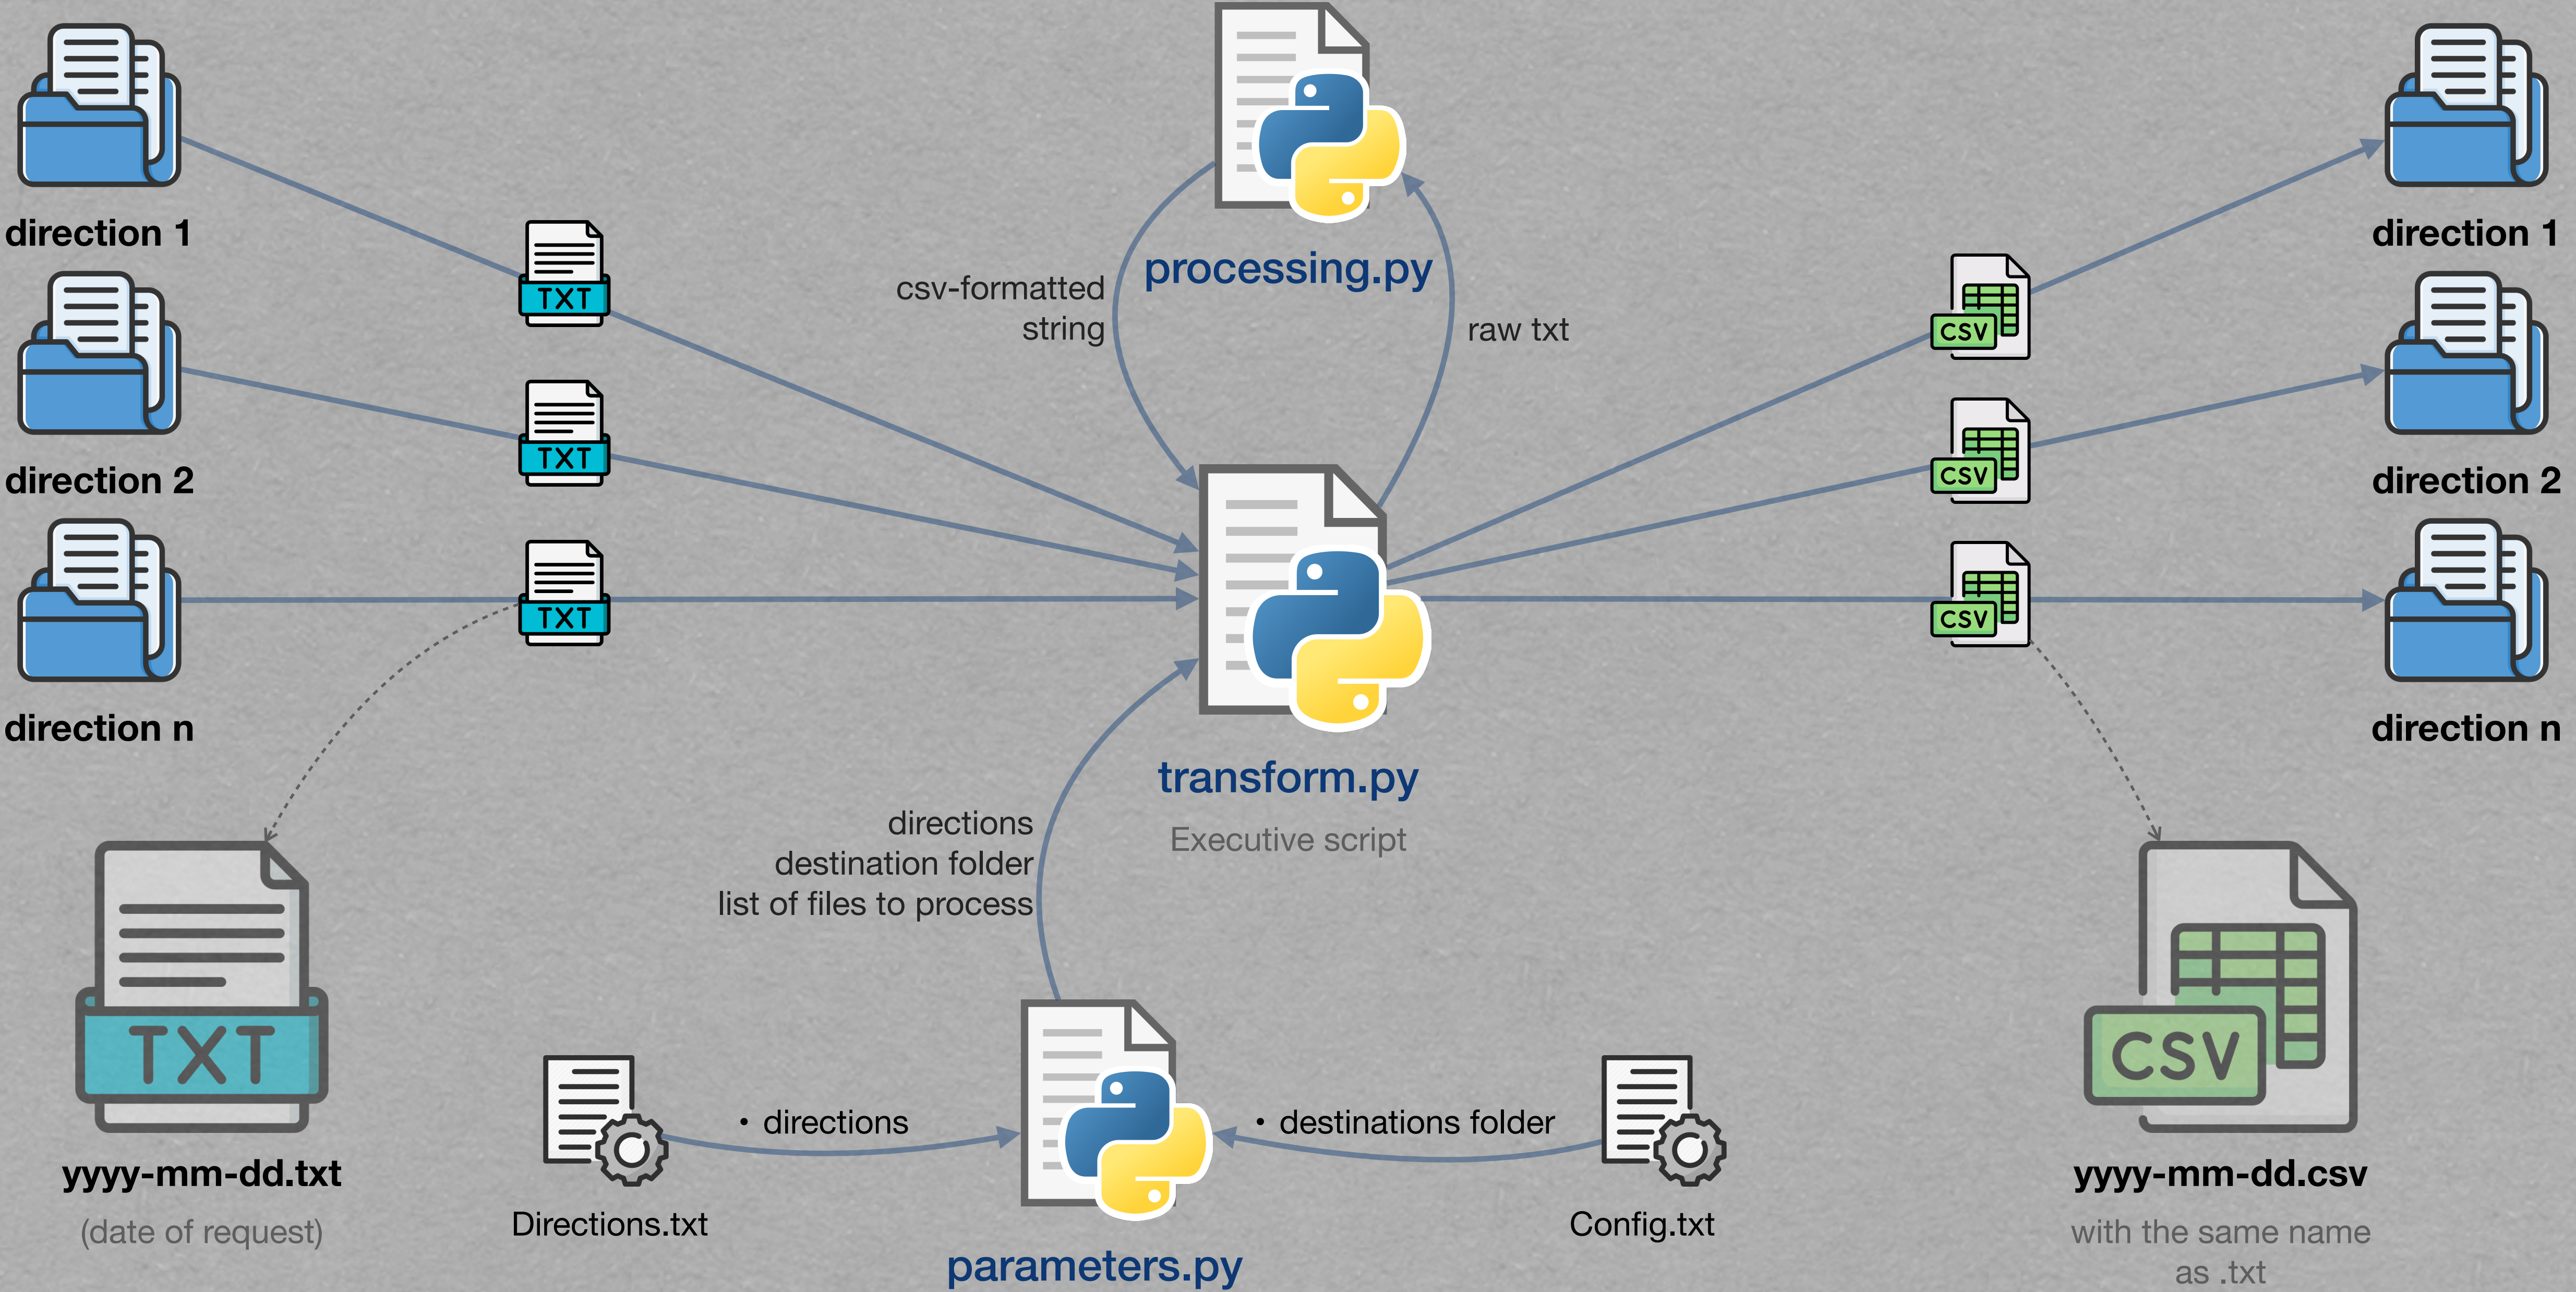 direction 1
direction 2
direction n
TXT
TXT
TXT
processing.py
csv-formatted
string
raw txt
transform.py
Executive script
CSV
CSV
CSV
direction 1
direction 2
direction n
directions
destination folder
list of files to process
TXT
yyyy-mm-dd.txt
(date of request)
Directions.txt
• directions
parameters.py
• destinations folder
Config.txt
CSV
yyyy-mm-dd.csv
with the same name
as .txt